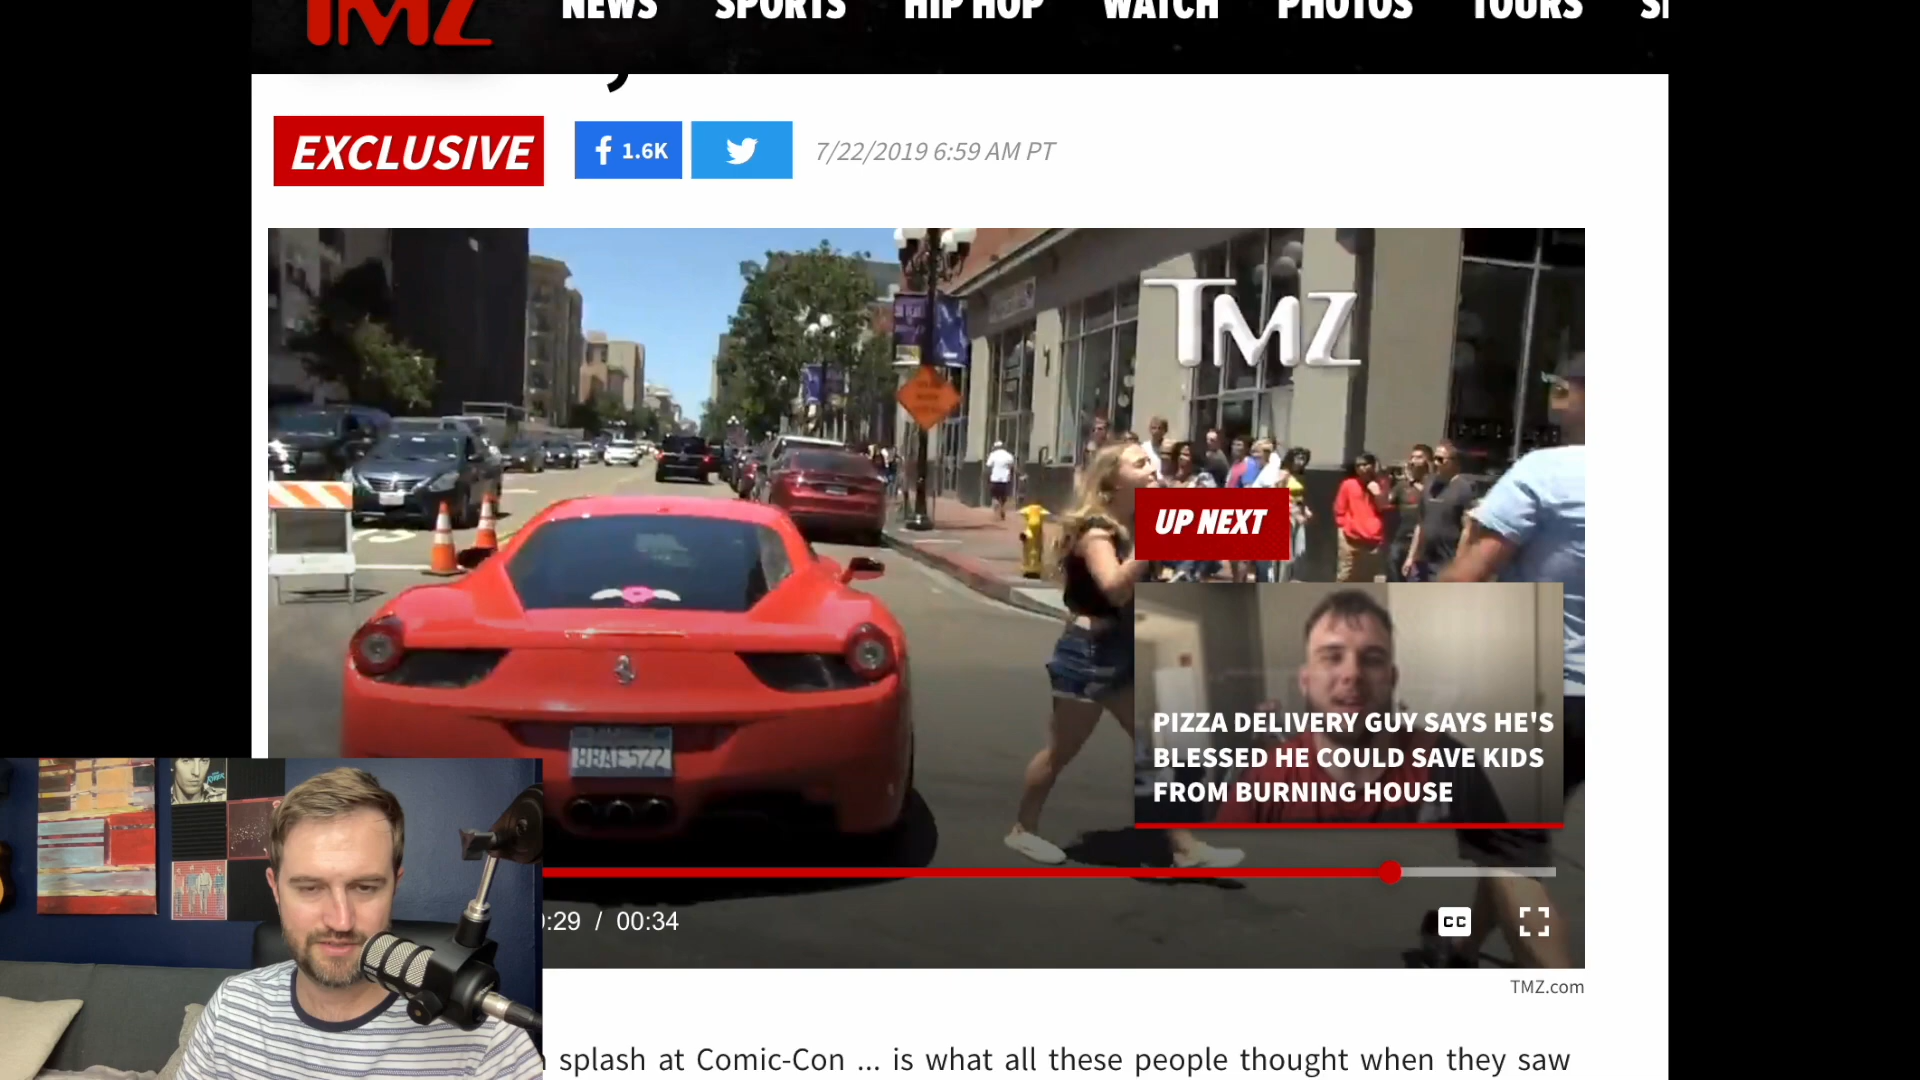 TMZ
NEWS SPORTS HIP HOP WATCH PHOTOS TOURS
EXCLUSIVE
1.6K
7/22/2019 6:59 AM PT
TMZ
UP NEXT
PIZZA DELIVERY GUY SAYS HE'S
BLESSED HE COULD SAVE KIDS
FROM BURNING HOUSE
:29 / 00:34
CC
TMZ.com
splash at Comic-Con ... is what all these people thought when they saw